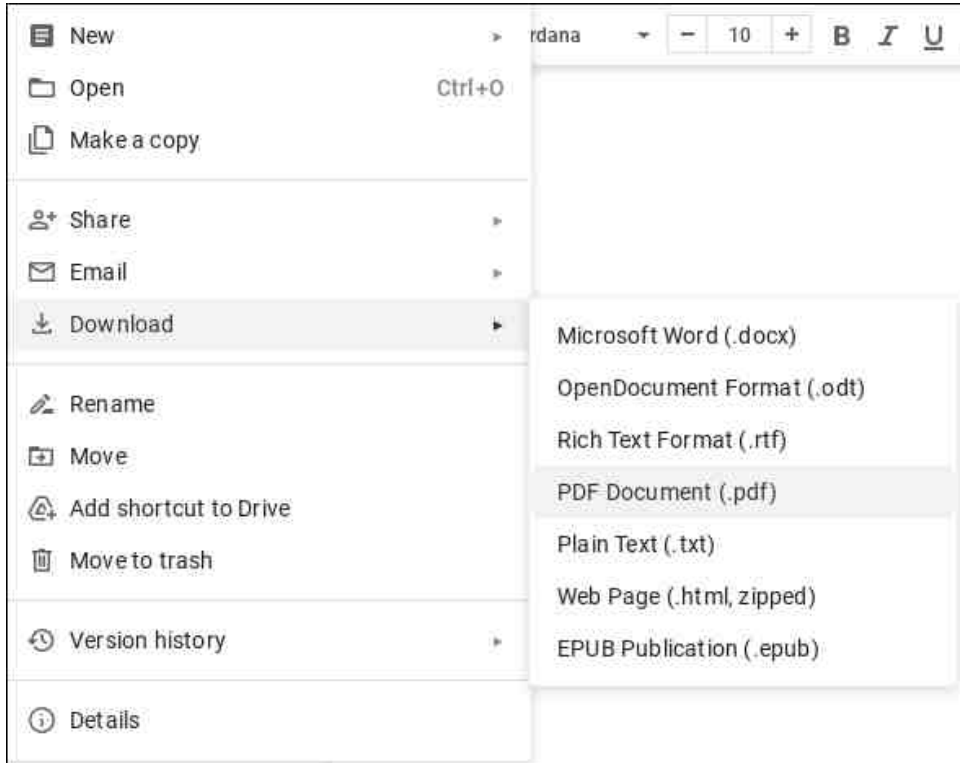 New
rdana 10 B I U
Open Ctrl+O
Make a copy
Share
Email
Download
Microsoft Word (.docx)
OpenDocument Format (.odt)
Rich Text Format (.rtf)
PDF Document (.pdf)
Plain Text (.txt)
Web Page (.html, zipped)
EPUB Publication (.epub)
Rename
Move
Add shortcut to Drive
Move to trash
Version history
Details